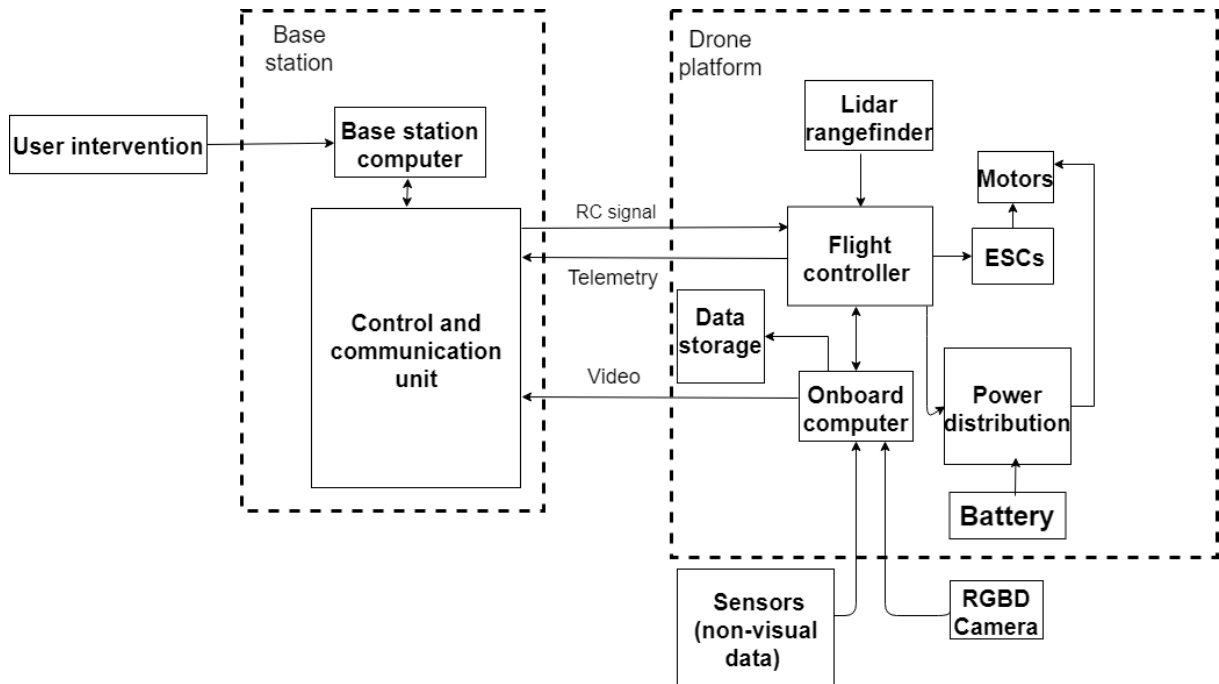 Base
station
Drone
platform
User intervention
Base station
computer
Lidar
rangefinder
Motors
RC signal
Flight
controller
ESCs
Telemetry
Data
storage
Control and
communication
unit
Video
Onboard
computer
Power
distribution
Battery
Sensors
(non-visual
data)
RGBD
Camera